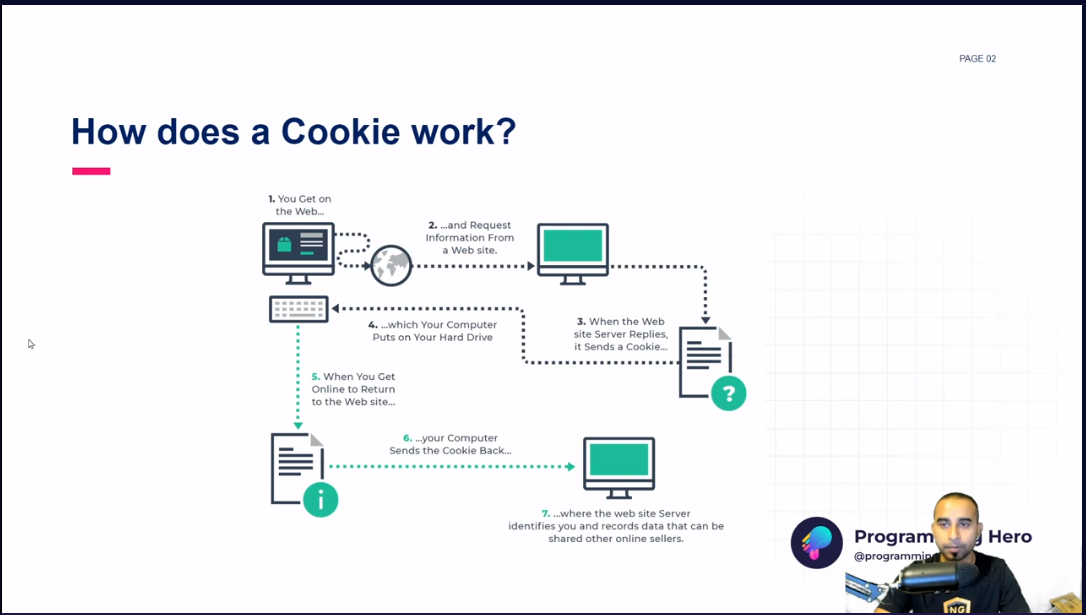 PAGE 02
How does a Cookie work?
1. You Get on
the Web...
2. ...and Request
Information From
a Web site.
3. When the Web
site Server Replies,
it Sends a Cookie...
4. ...which Your Computer
Puts on Your Hard Drive
5. When You Get
Online to Return
to the Web site...
6. ...your Computer
Sends the Cookie Back...
7. ...where the web site Server
identifies you and records data that can be
shared other online sellers.
?
i
Hero
NG